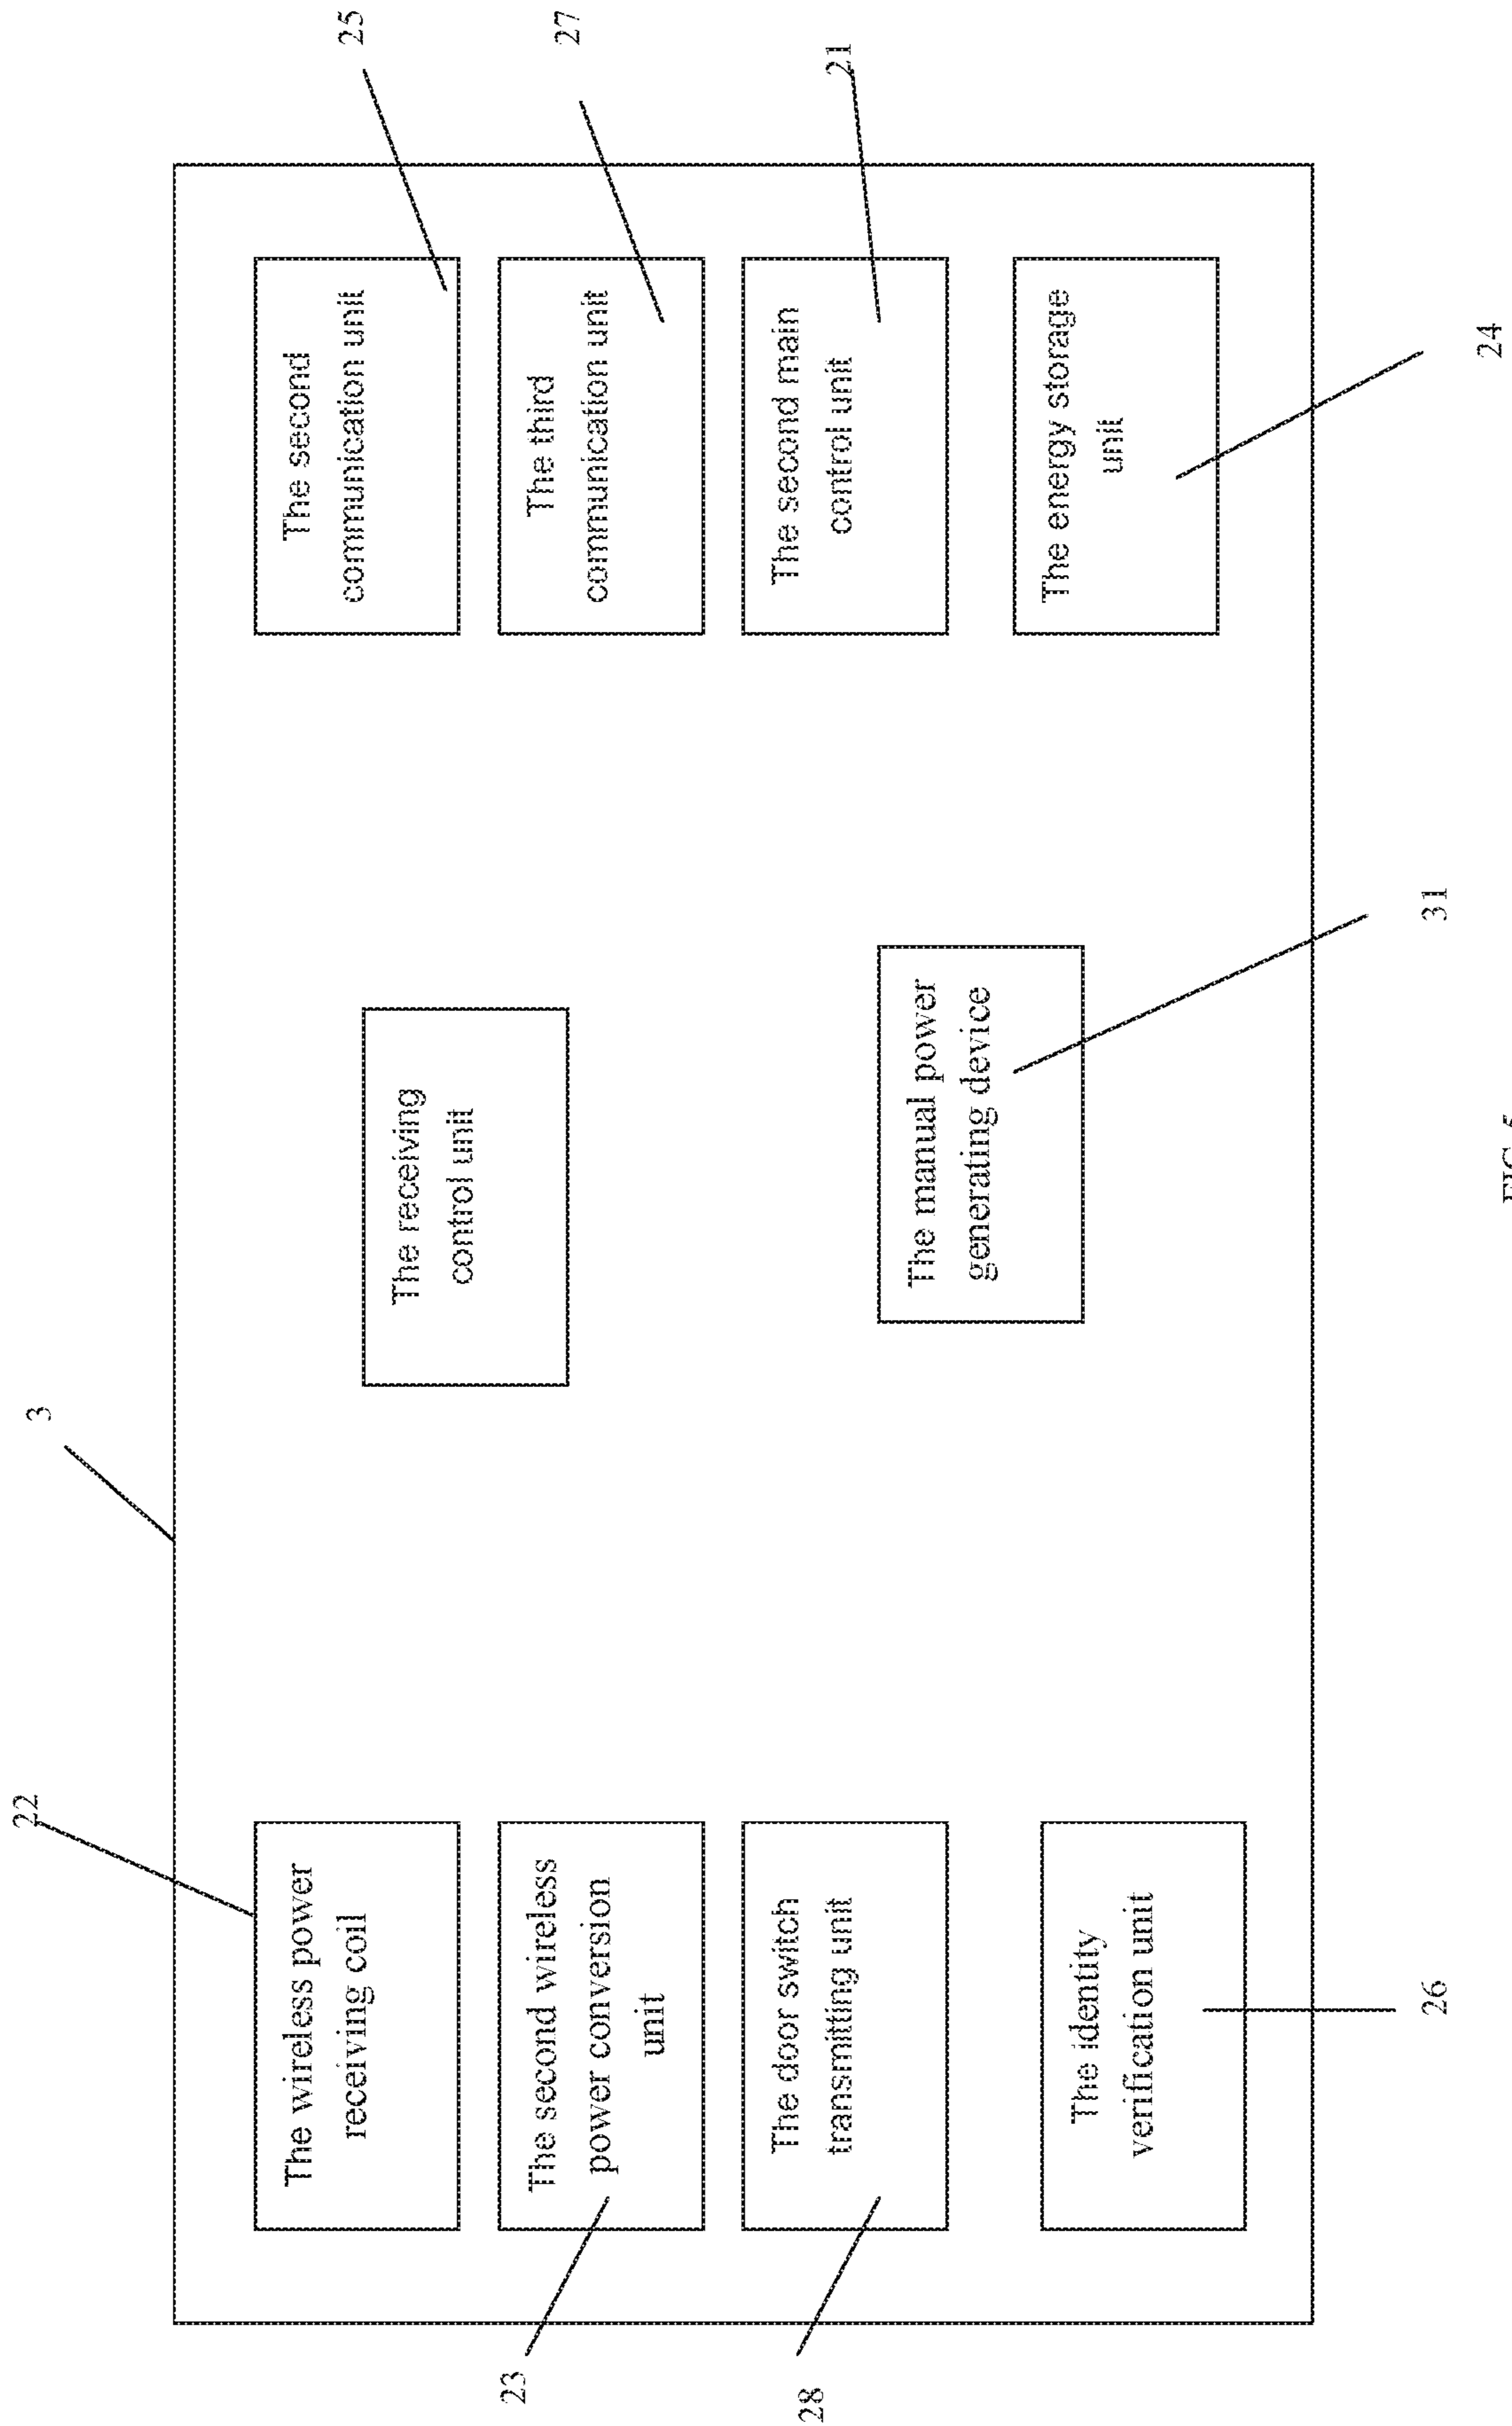 3
22
The wireless power
receiving coil
23
The second wireless
power conversion
unit
28
The door switch
transmitting unit
26
The identity
verification unit
The receiving
control unit
The manual power
generating device
31
25
The second
communication unit
27
The third
communication unit
21
The second main
control unit
24
The energy storage
unit
FIG. 5